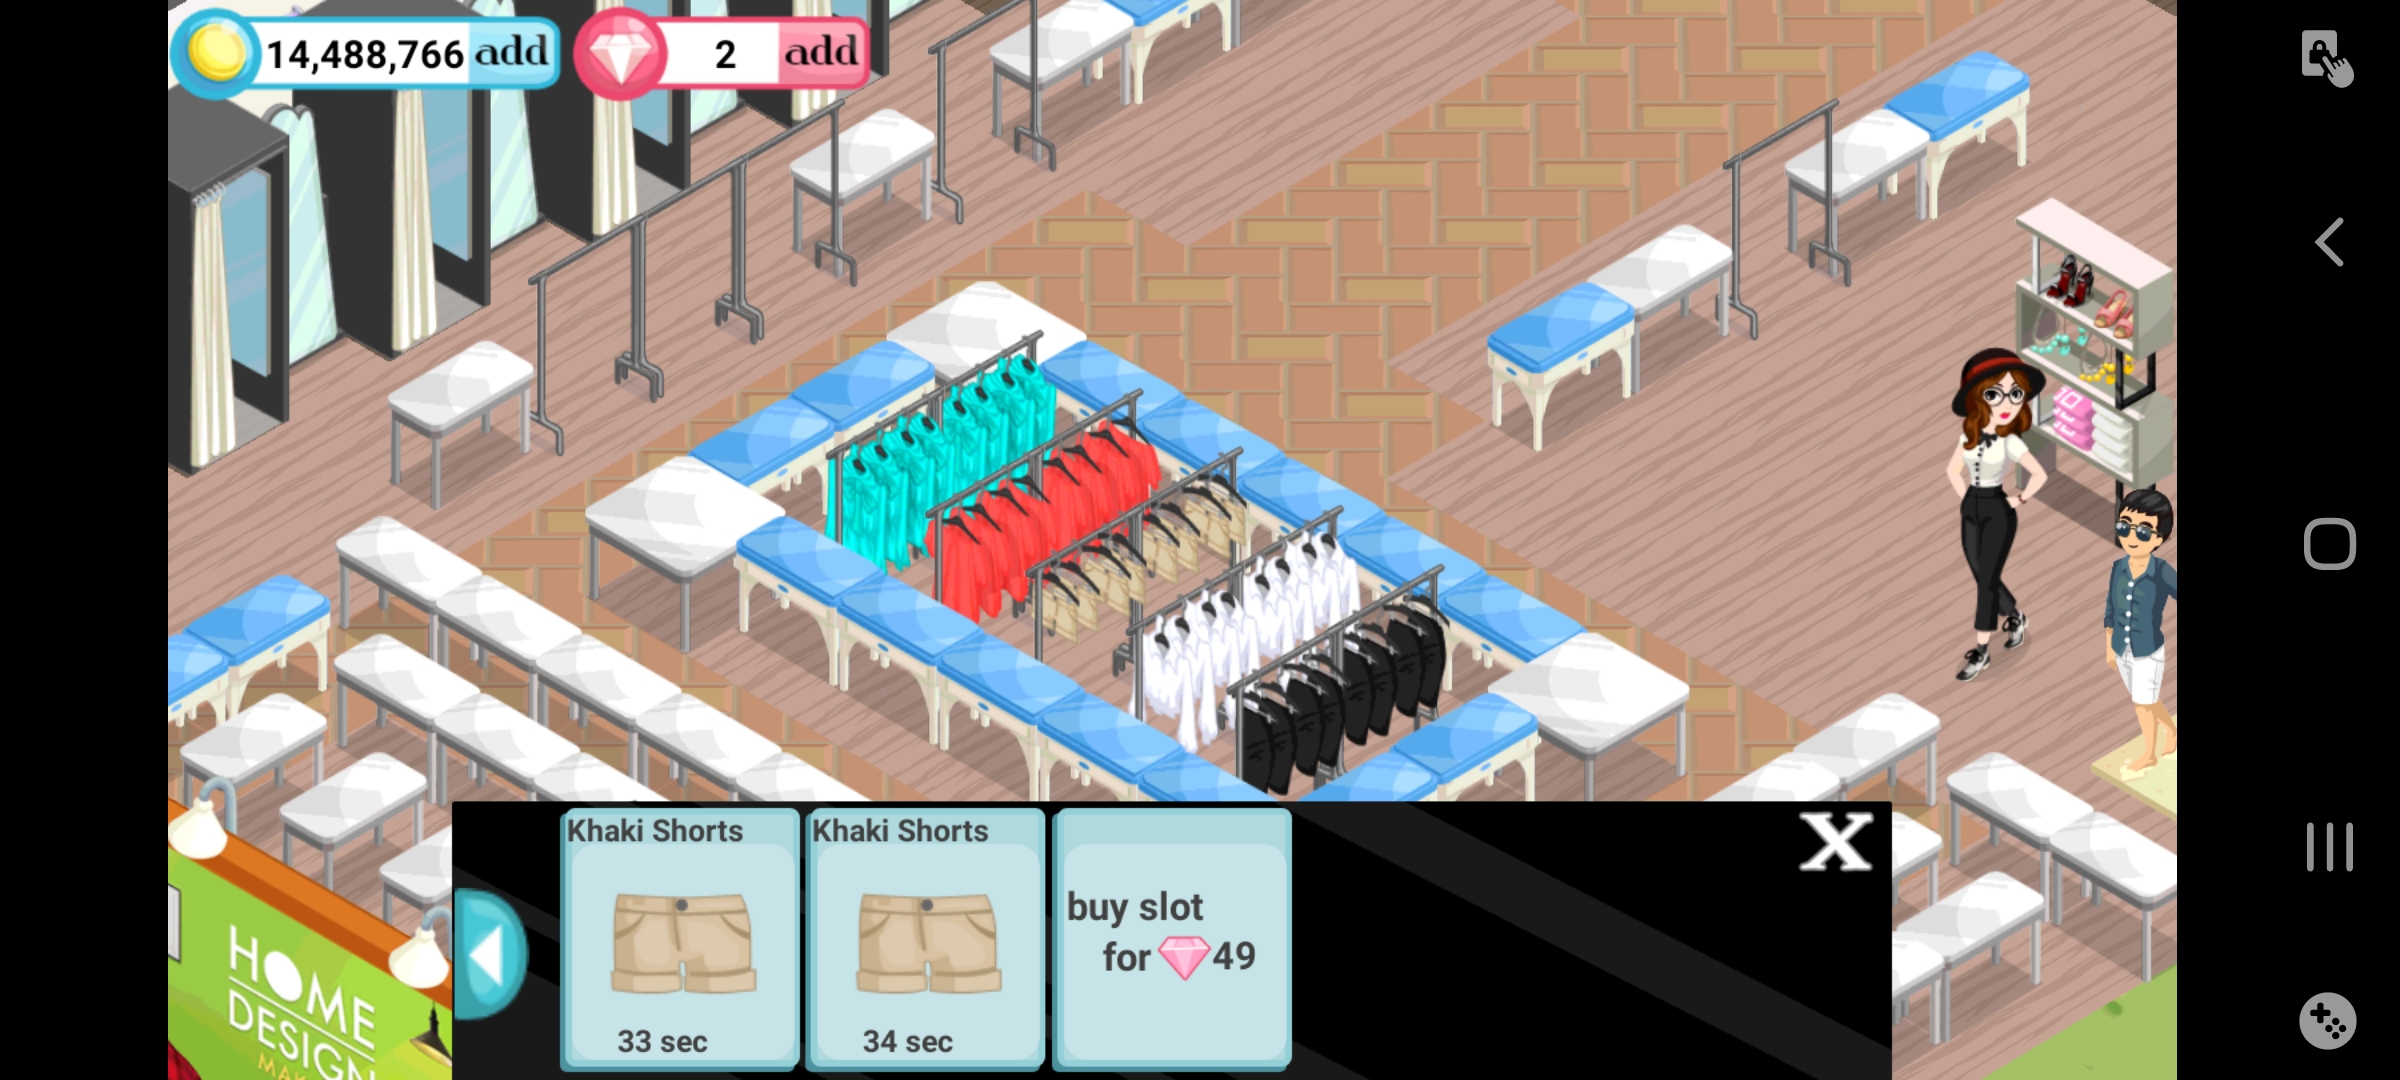 14,488,766 add
2 add
Khaki Shorts
33 sec
Khaki Shorts
34 sec
buy slot
for 49
X
HOME
DESIGN